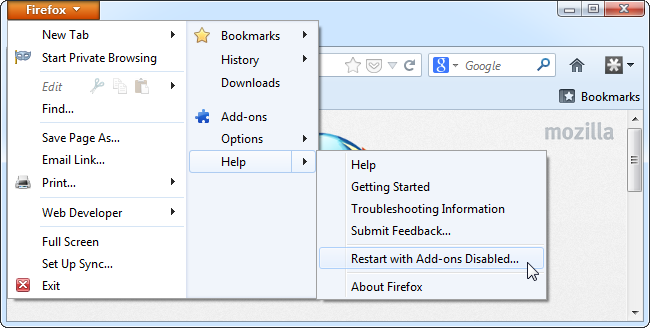 Firefox
New Tab
Start Private Browsing
Edit
Find...
Save Page As...
Email Link...
Print...
Web Developer
Full Screen
Set Up Sync...
Exit
Bookmarks
History
Downloads
Add-ons
Options
Help
Help
Getting Started
Troubleshooting Information
Submit Feedback...
Restart with Add-ons Disabled...
About Firefox
8 Google
Bookmarks
mozilla